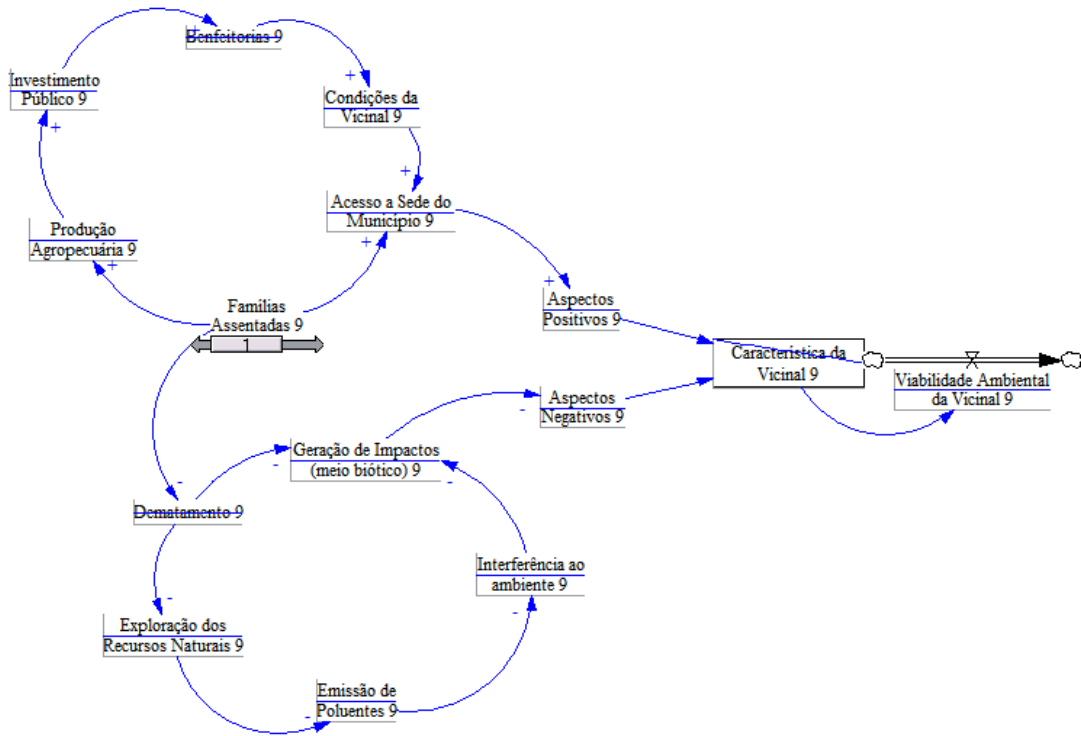 Benfeitorias 9
+
Investimento
Público 9
+
Condições da
Vicinal 9
+
+
Acesso a Sede do
Município 9
+
Produção
Agropecuária 9
+
+
Aspectos
Positivos 9
Famílias
Assentadas 9
1
Característica da
Vicinal 9
Viabilidade Ambiental
da Vicinal 9
Aspectos
Negativos 9
-
Geração de Impactos
(meio biótico) 9
-
-
-
Dematamento 9
Interferência ao
ambiente 9
-
-
Exploração dos
Recursos Naturais 9
Emissão de
Poluentes 9
-